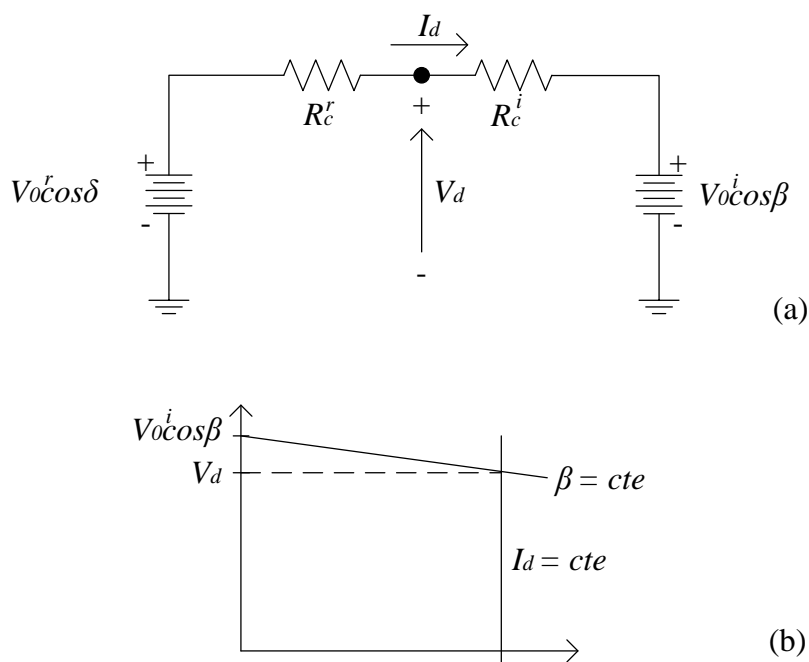 I_d
R_c^r
+
R_c^i
+
V_0^r cosδ
-
V_d
-
+
V_0^i cosβ
-
(a)
V_0^i cosβ
V_d
β = cte
I_d = cte
(b)